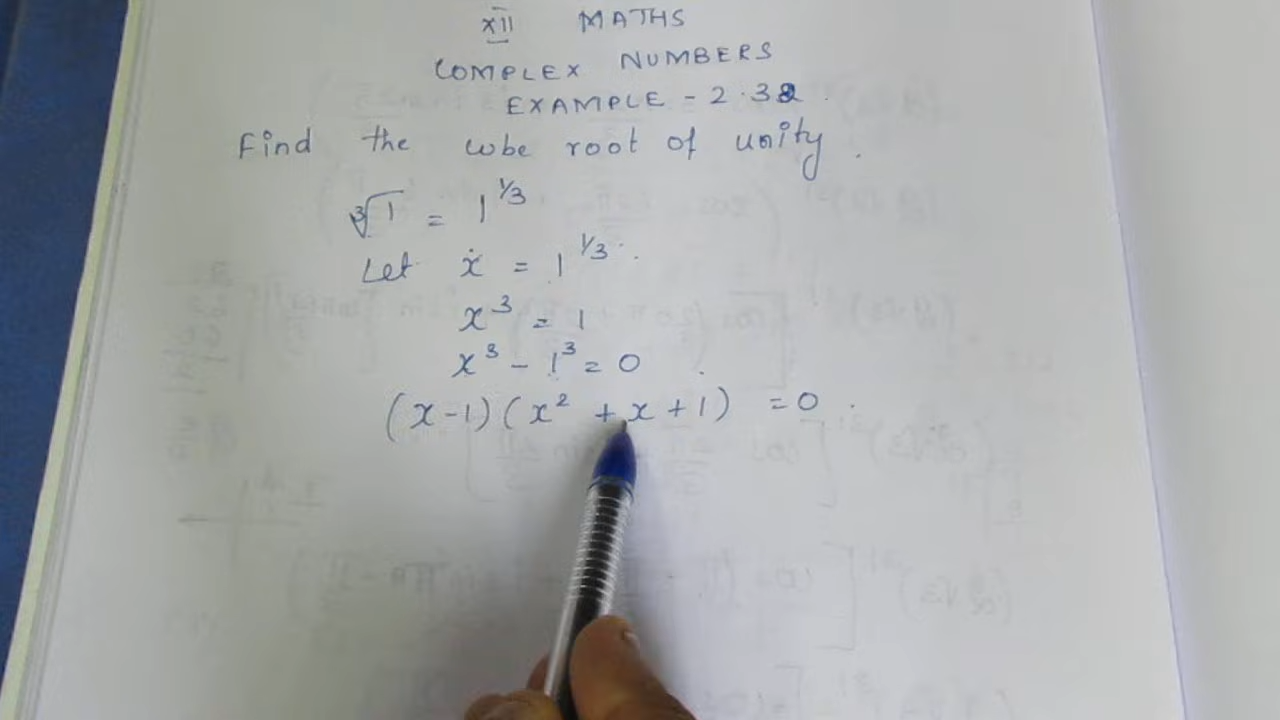 XII MATHS
COMPLEX NUMBERS
EXAMPLE - 2.32.
Find the cube root of unity.
∛1 = 1^{1/3}
Let x = 1^{1/3}.
x³ = 1
x³ - 1³ = 0
(x-1)(x² + x + 1) = 0.